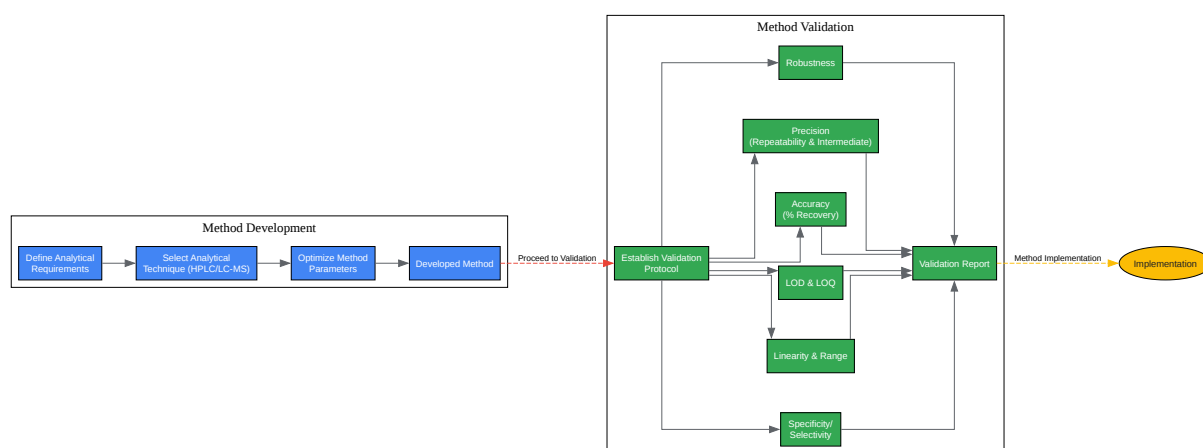 Method Development
Define Analytical
Requirements
Select Analytical
Technique (HPLC/LC-MS)
Optimize Method
Parameters
Developed Method
Proceed to Validation
Method Validation
Establish Validation
Protocol
Robustness
Precision
(Repeatability & Intermediate)
Accuracy
(% Recovery)
LOD & LOQ
Linearity & Range
Specificity/
Selectivity
Validation Report
Method Implementation
Implementation